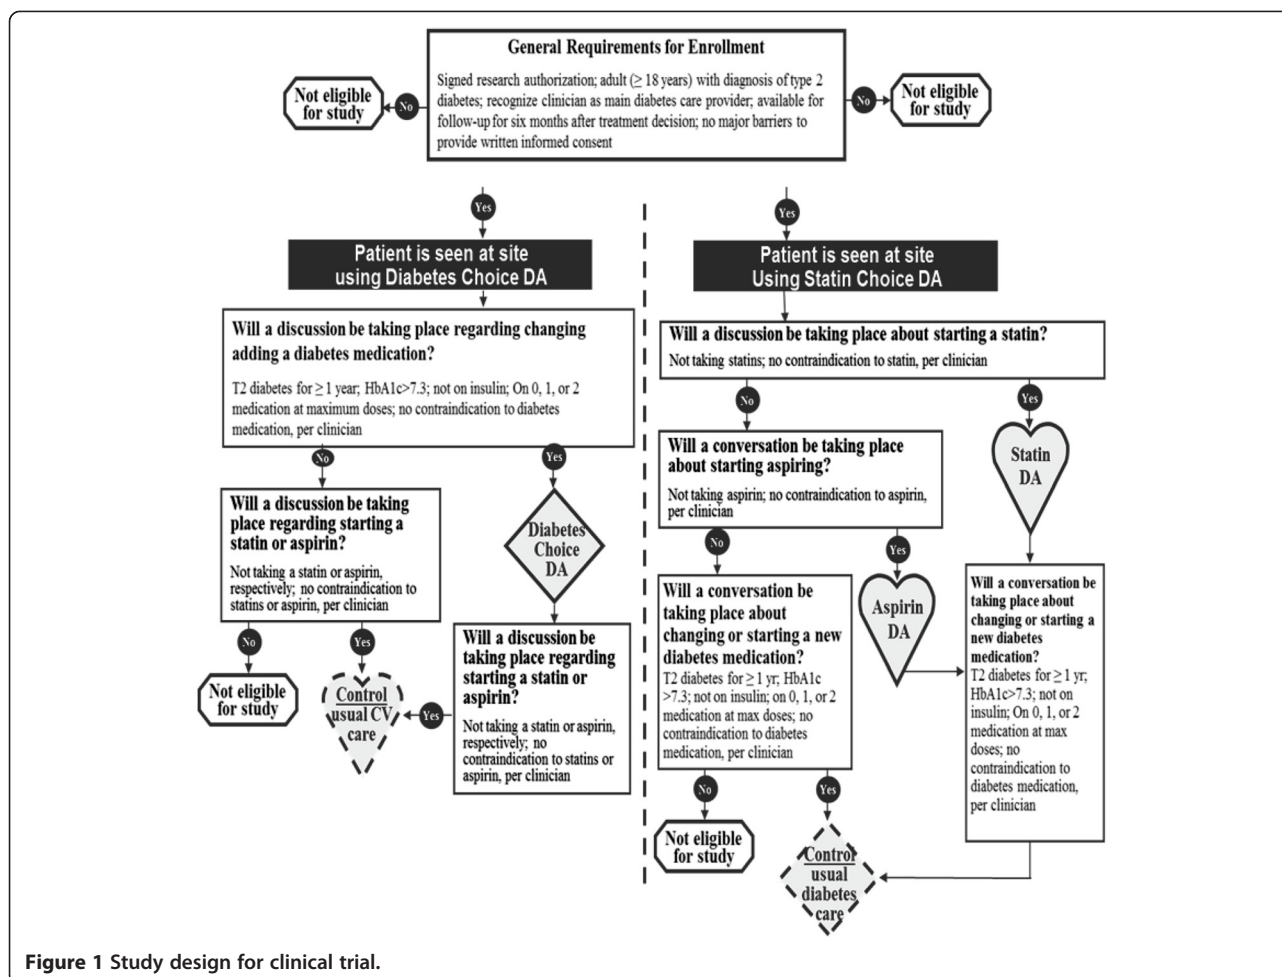 General Requirements for Enrollment
Signed research authorization; adult (≥ 18 years) with diagnosis of type 2
diabetes; recognize clinician as main diabetes care provider; available for
follow-up for six months after treatment decision; no major barriers to
provide written informed consent
No
Not eligible
for study
No
Not eligible
for study
Yes
Patient is seen at site
using Diabetes Choice DA
Will a discussion be taking place regarding changing
adding a diabetes medication?
T2 diabetes for ≥ 1 year; HbA1c>7.3; not on insulin; On 0, 1, or 2
medication at maximum doses; no contraindication to diabetes
medication, per clinician
No
Yes
Will a discussion be taking
place regarding starting a
statin or aspirin?
Not taking a statin or aspirin,
respectively; no contraindication to
statins or aspirin, per clinician
Diabetes
Choice
DA
No
Yes
Not eligible
for study
Control
usual CV
care
Yes
Will a discussion be
taking place regarding
starting a statin or
aspirin?
Not taking a statin or aspirin,
respectively; no
contraindication to statins or
aspirin, per clinician
Yes
Patient is seen at site
Using Statin Choice DA
Will a discussion be taking place about starting a statin?
Not taking statins; no contraindication to statin, per clinician
No
Yes
Will a conversation be taking place
about starting aspiring?
Not taking aspirin; no contraindication to aspirin,
per clinician
Statin
DA
No
Yes
Will a conversation be
taking place about
changing or starting a new
diabetes medication?
T2 diabetes for ≥ 1 yr; HbA1c
>7.3; not on insulin; on 0, 1, or 2
medication at max doses; no
contraindication to diabetes
medication, per clinician
Aspirin
DA
Will a conversation be
taking place about
changing or starting a
new diabetes
medication?
T2 diabetes for ≥ 1 yr;
HbA1c>7.3; not on
insulin; On 0, 1, or 2
medication at max
doses; no
contraindication to
diabetes medication,
per clinician
No
Yes
Not eligible
for study
Control
usual
diabetes
care
Figure 1 Study design for clinical trial.